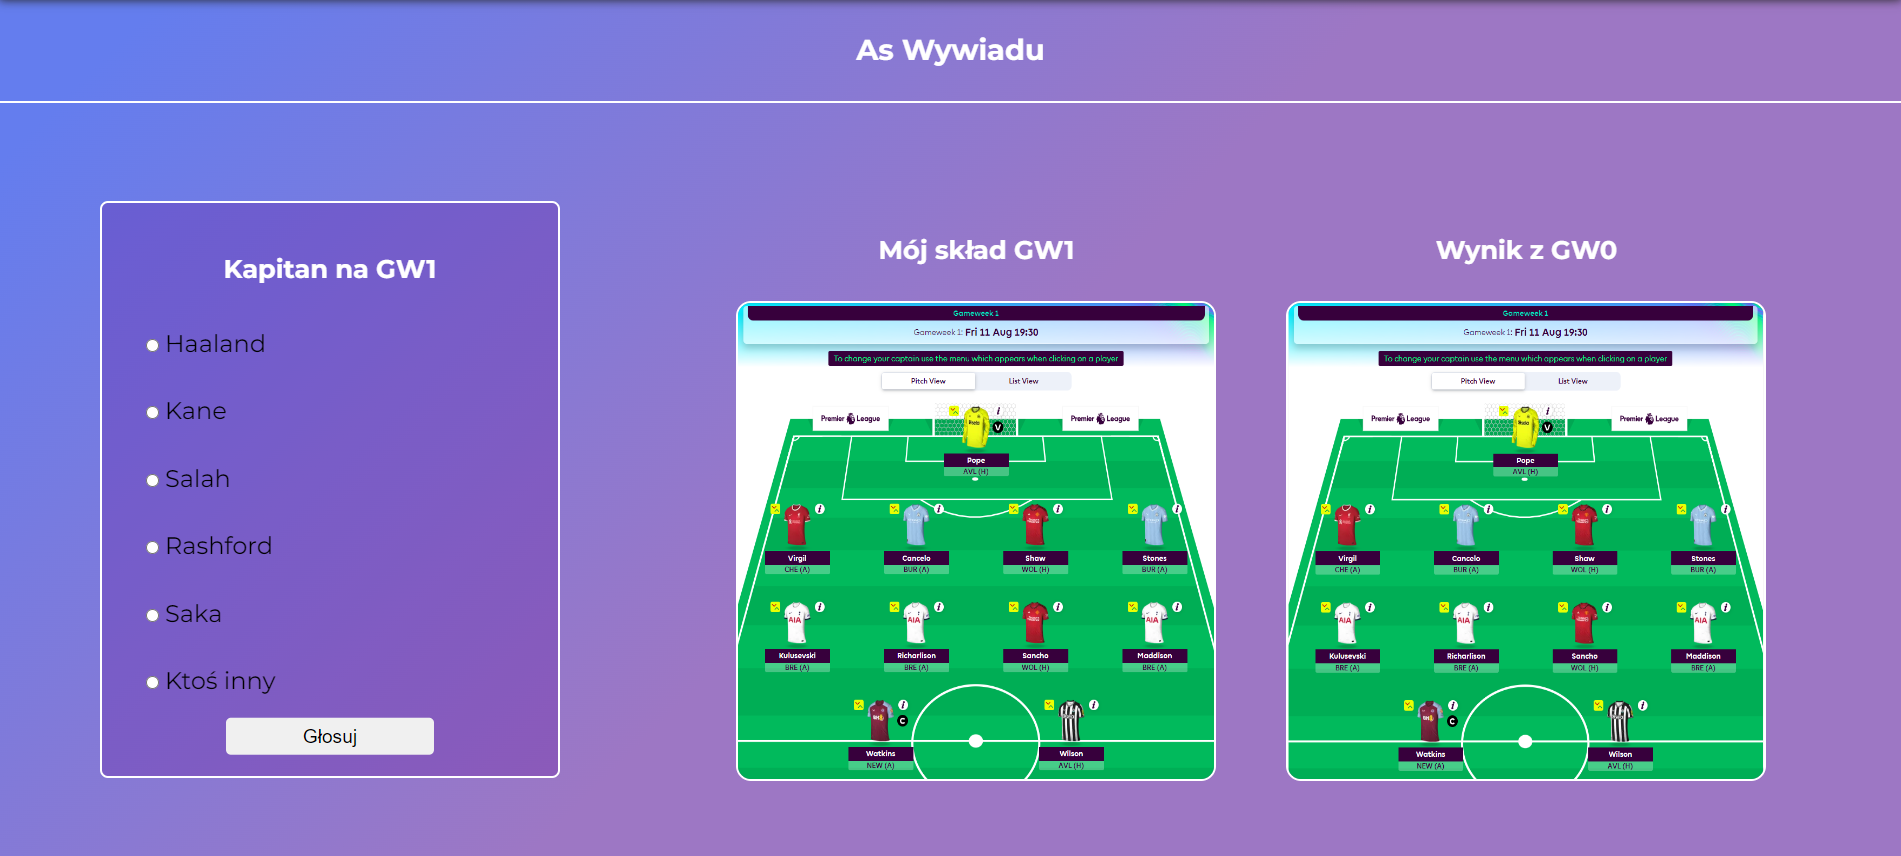 As Wywiadu
Kapitan na GW1
Haaland
Kane
Salah
Rashford
Saka
Ktoś inny
Głosuj
Mój skład GW1
Gameweek 1
Gameweek 1: Fri 11 Aug 19:30
To change your captain use the menu which appears when clicking on a player
Pitch View List View
Premier League Premier League
V
Pope
AVL (H)
Virgil Cancelo Shaw Stones
CHE (A) BUR (A) WOL (H) BUR (A)
AIA AIA AIA
Kulusevski Richarlison Sancho Maddison
BRE (A) BRE (A) WOL (H) BRE (A)
C
Watkins Wilson
NEW (A) AVL (H)
Wynik z GW0
Gameweek 1
Gameweek 1: Fri 11 Aug 19:30
To change your captain use the menu which appears when clicking on a player
Pitch View List View
Premier League Premier League
V
Pope
AVL (H)
Virgil Cancelo Shaw Stones
CHE (A) BUR (A) WOL (H) BUR (A)
AIA AIA AIA
Kulusevski Richarlison Sancho Maddison
BRE (A) BRE (A) WOL (H) BRE (A)
C
Watkins Wilson
NEW (A) AVL (H)